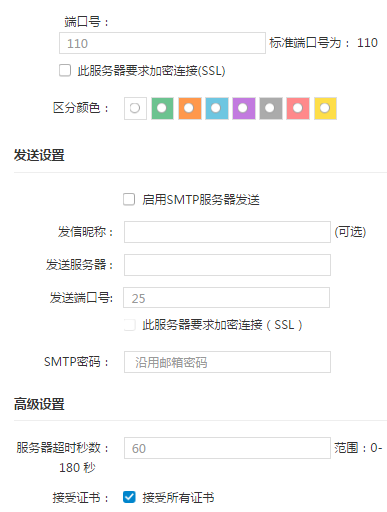 端口号：
110 标准端口号为： 110
此服务器要求加密连接(SSL)
区分颜色：
发送设置
启用SMTP服务器发送
发信昵称： (可选)
发送服务器：
发送端口号: 25
此服务器要求加密连接（SSL ）
SMTP密码： 沿用邮箱密码
高级设置
服务器超时秒数： 60 范围：0-
180 秒
接受证书： 接受所有证书